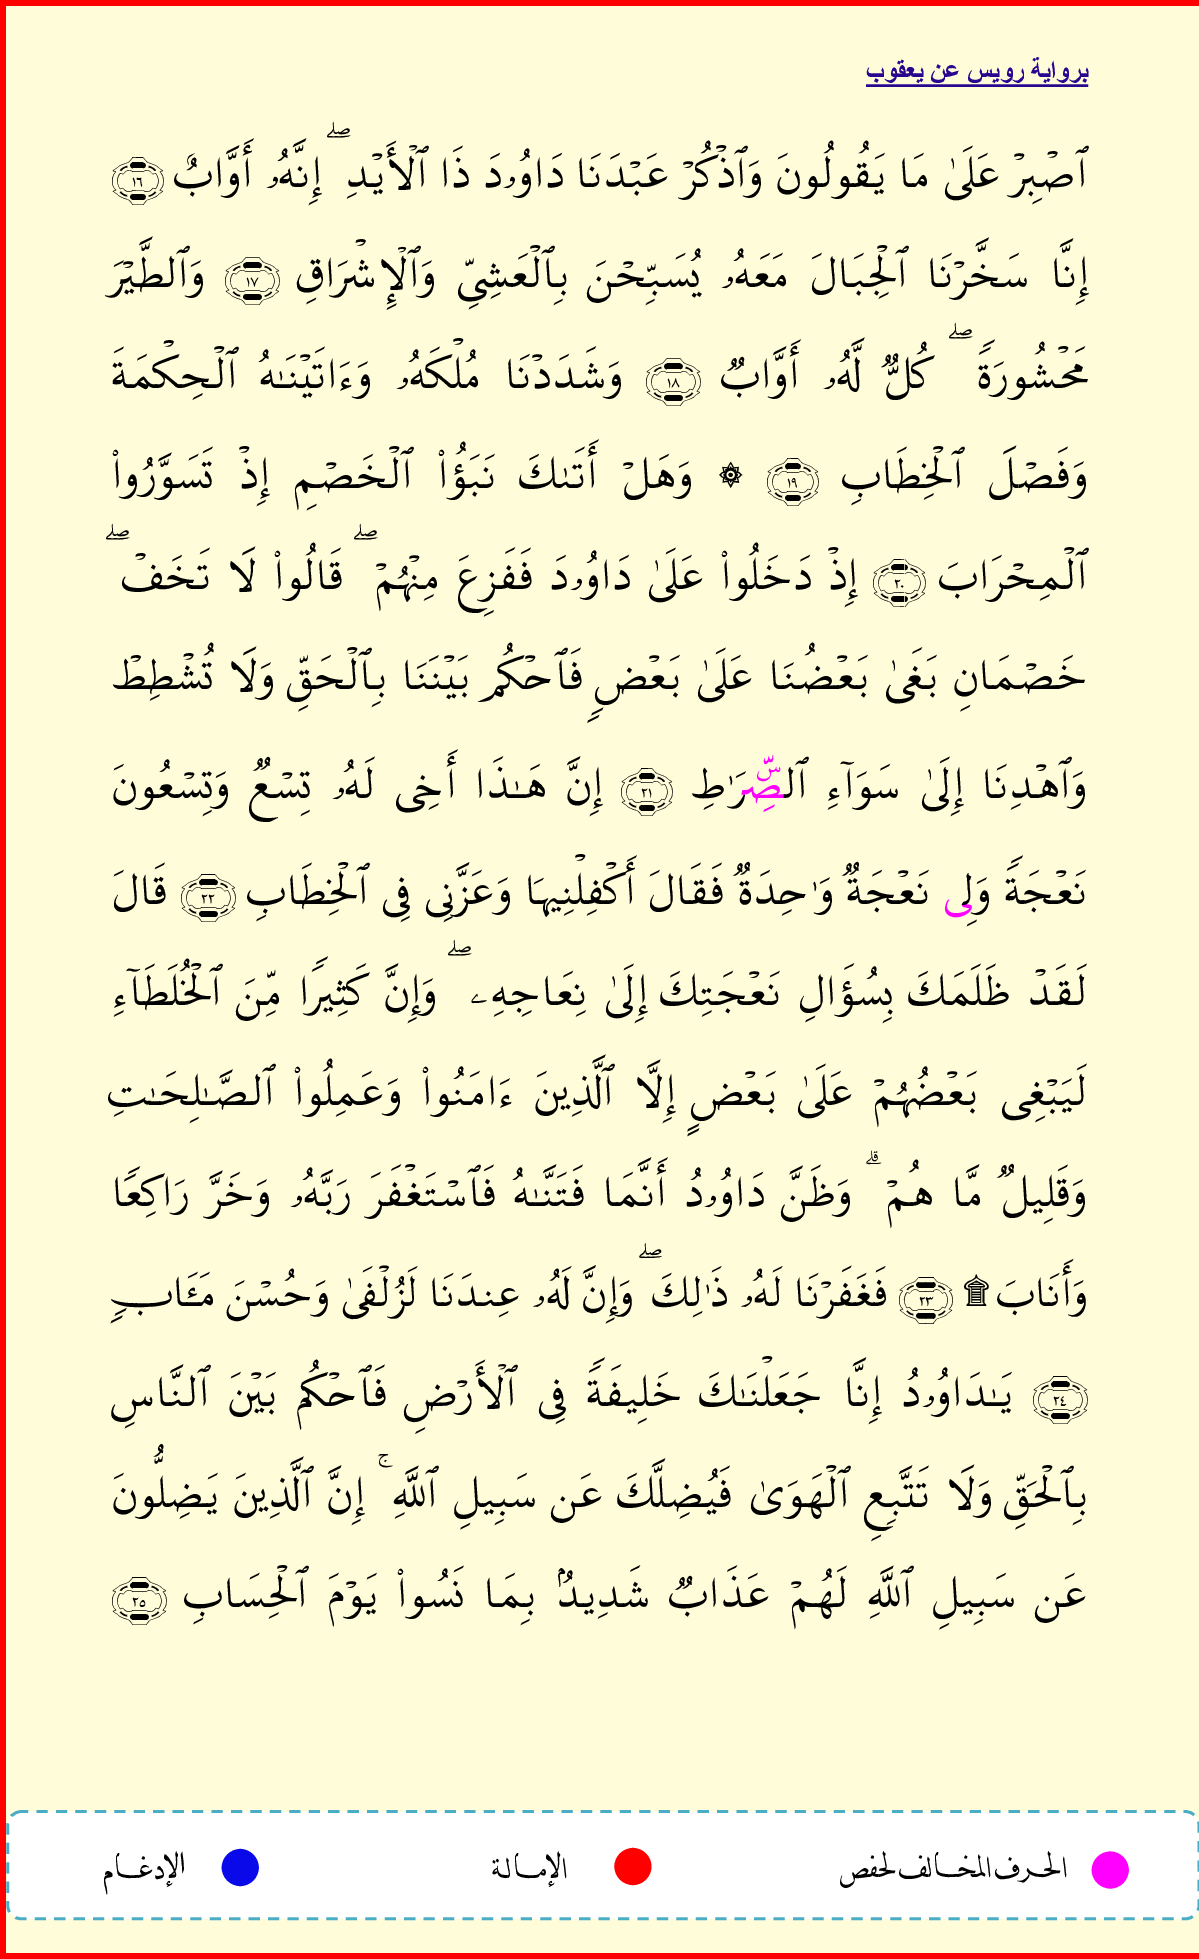 برواية رويس عن يعقوب
ٱصۡبِرۡ عَلَىٰ مَا يَقُولُونَ وَٱذۡكُرۡ عَبۡدَنَا دَاوُۥدَ ذَا ٱلۡأَيۡدِۖ إِنَّهُۥ أَوَّابٌ ١٦
إِنَّا سَخَّرۡنَا ٱلۡجِبَالَ مَعَهُۥ يُسَبِّحۡنَ بِٱلۡعَشِيِّ وَٱلۡإِشۡرَاقِ ١٧ وَٱلطَّيۡرَ
مَحۡشُورَةٗۖ كُلّٞ لَّهُۥ أَوَّابٞ ١٨ وَشَدَدۡنَا مُلۡكَهُۥ وَءَاتَيۡنَٰهُ ٱلۡحِكۡمَةَ
وَفَصۡلَ ٱلۡخِطَابِ ١٩ ۞ وَهَلۡ أَتَىٰكَ نَبَؤُاْ ٱلۡخَصۡمِ إِذۡ تَسَوَّرُواْ
ٱلۡمِحۡرَابَ ٢٠ إِذۡ دَخَلُواْ عَلَىٰ دَاوُۥدَ فَفَزِعَ مِنۡهُمۡۖ قَالُواْ لَا تَخَفۡۖ
خَصۡمَانِ بَغَىٰ بَعۡضُنَا عَلَىٰ بَعۡضٖ فَٱحۡكُم بَيۡنَنَا بِٱلۡحَقِّ وَلَا تُشۡطِطۡ
وَٱهۡدِنَا إِلَىٰ سَوَآءِ ٱلصِّۜرَٰطِ ٢١ إِنَّ هَٰذَا أَخِي لَهُۥ تِسۡعٞ وَتِسۡعُونَ
نَعۡجَةٗ وَلِي نَعۡجَةٞ وَٰحِدَةٞ فَقَالَ أَكۡفِلۡنِيهَا وَعَزَّنِي فِي ٱلۡخِطَابِ ٢٢ قَالَ
لَقَدۡ ظَلَمَكَ بِسُؤَالِ نَعۡجَتِكَ إِلَىٰ نِعَاجِهِۦۖ وَإِنَّ كَثِيرٗا مِّنَ ٱلۡخُلَطَآءِ
لَيَبۡغِي بَعۡضُهُمۡ عَلَىٰ بَعۡضٍ إِلَّا ٱلَّذِينَ ءَامَنُواْ وَعَمِلُواْ ٱلصَّٰلِحَٰتِ
وَقَلِيلٞ مَّا هُمۡۗ وَظَنَّ دَاوُۥدُ أَنَّمَا فَتَنَّٰهُ فَٱسۡتَغۡفَرَ رَبَّهُۥ وَخَرَّ رَاكِعٗا
وَأَنَابَ۩ ٢٣ فَغَفَرۡنَا لَهُۥ ذَٰلِكَۖ وَإِنَّ لَهُۥ عِندَنَا لَزُلۡفَىٰ وَحُسۡنَ مَـَٔابٖ
٢٤ يَٰدَاوُۥدُ إِنَّا جَعَلۡنَٰكَ خَلِيفَةٗ فِي ٱلۡأَرۡضِ فَٱحۡكُم بَيۡنَ ٱلنَّاسِ
بِٱلۡحَقِّ وَلَا تَتَّبِعِ ٱلۡهَوَىٰ فَيُضِلَّكَ عَن سَبِيلِ ٱللَّهِۚ إِنَّ ٱلَّذِينَ يَضِلُّونَ
عَن سَبِيلِ ٱللَّهِ لَهُمۡ عَذَابٞ شَدِيدُۢ بِمَا نَسُواْ يَوۡمَ ٱلۡحِسَابِ ٢٥
الحرف المخالف لحفص الإمالة الإدغام